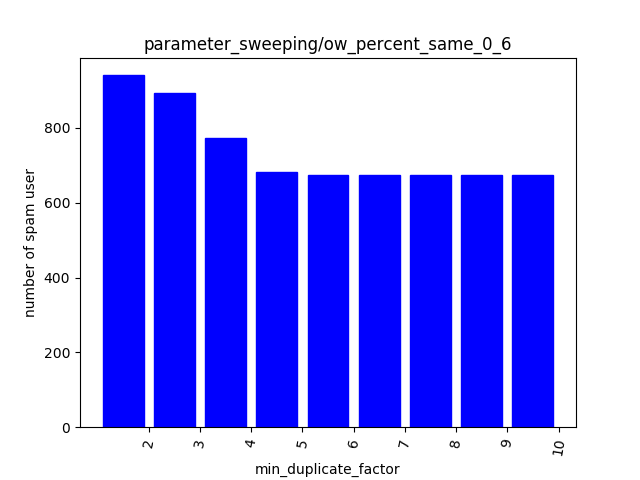 parameter_sweeping/ow_percent_same_0_6
number of spam user
800
600
400
200
0
2 3 4 5 6 7 8 9 10
min_duplicate_factor